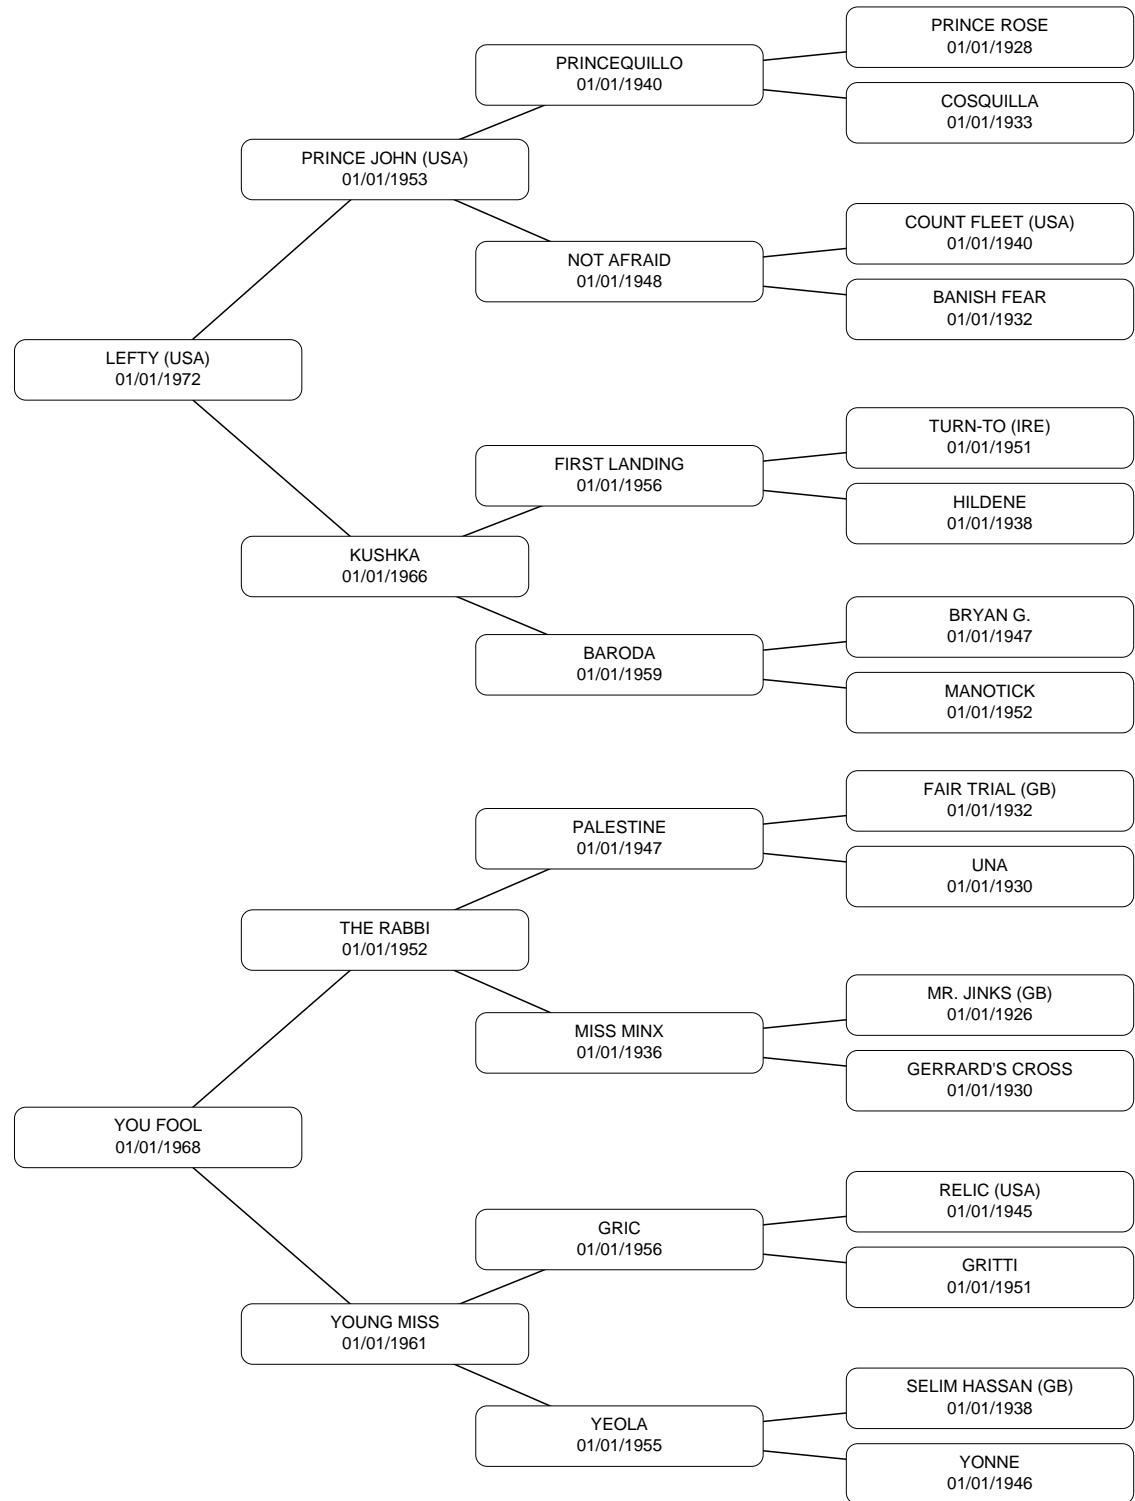 PRINCE ROSE
01/01/1928
PRINCEQUILLO
01/01/1940
COSQUILLA
01/01/1933
PRINCE JOHN (USA)
01/01/1953
COUNT FLEET (USA)
01/01/1940
NOT AFRAID
01/01/1948
BANISH FEAR
01/01/1932
LEFTY (USA)
01/01/1972
TURN-TO (IRE)
01/01/1951
FIRST LANDING
01/01/1956
HILDENE
01/01/1938
KUSHKA
01/01/1966
BRYAN G.
01/01/1947
BARODA
01/01/1959
MANOTICK
01/01/1952
FAIR TRIAL (GB)
01/01/1932
PALESTINE
01/01/1947
UNA
01/01/1930
THE RABBI
01/01/1952
MR. JINKS (GB)
01/01/1926
MISS MINX
01/01/1936
GERRARD'S CROSS
01/01/1930
YOU FOOL
01/01/1968
RELIC (USA)
01/01/1945
GRIC
01/01/1956
GRITTI
01/01/1951
YOUNG MISS
01/01/1961
SELIM HASSAN (GB)
01/01/1938
YEOLA
01/01/1955
YONNE
01/01/1946